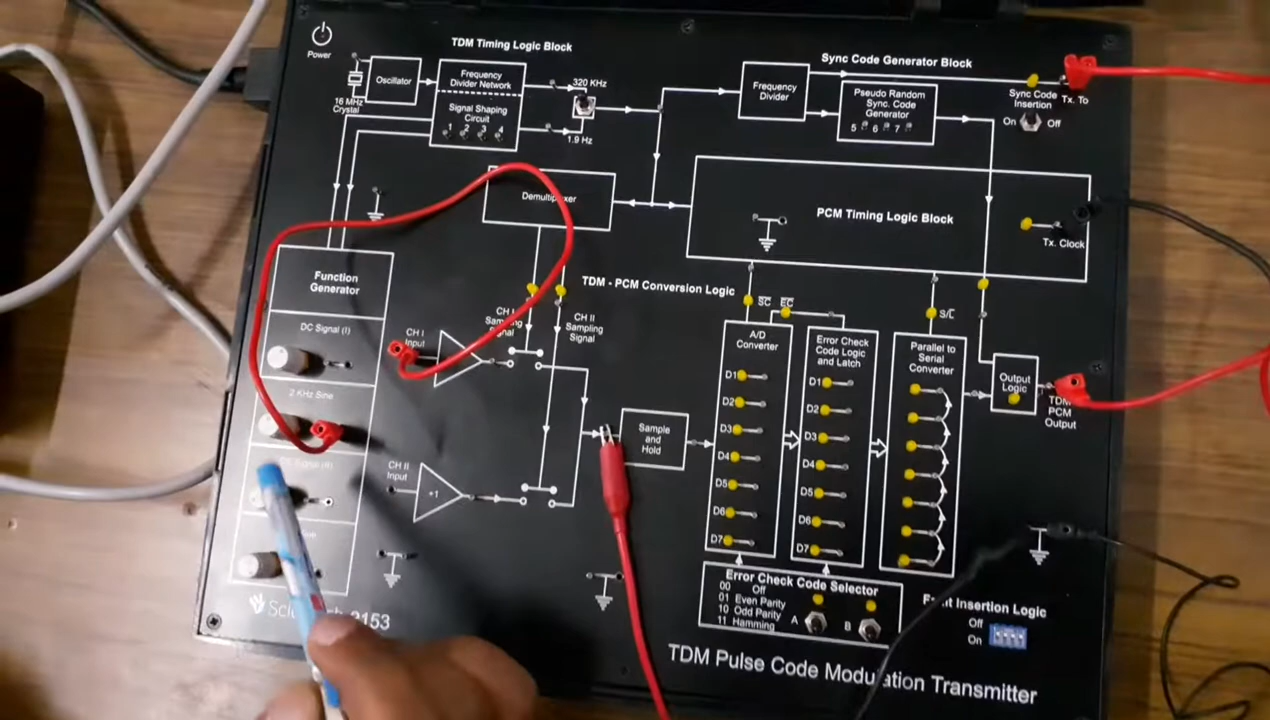 Power
TDM Timing Logic Block
Oscillator
16 MHz
Crystal
Frequency
Divider Network
Signal Shaping
Circuit
1 2 3 4
320 KHz
1.9 Hz
Sync Code Generator Block
Frequency
Divider
Pseudo Random
Sync. Code
Generator
5 6 7
Sync Code
Insertion
On Off
Tx. To
PCM Timing Logic Block
Tx. Clock
Function
Generator
DC Signal (I)
2 KHz Sine
TDM - PCM Conversion Logic
CH I
Input
CH I
Sampling
Signal
CH II
Sampling
Signal
CH II
Input
+1
Sample
and
Hold
SC
EC
S/L
A/D
Converter
D1
D2
D3
D4
D5
D6
D7
Error Check
Code Logic
and Latch
D1
D2
D3
D4
D5
D6
D7
Parallel to
Serial
Converter
Output
Logic
TDM
PCM
Output
Error Check Code Selector
00 Off
01 Even Parity
10 Odd Parity
11 Hamming
A
B
Insertion Logic
Off
On
TDM Pulse Code Modulation Transmitter